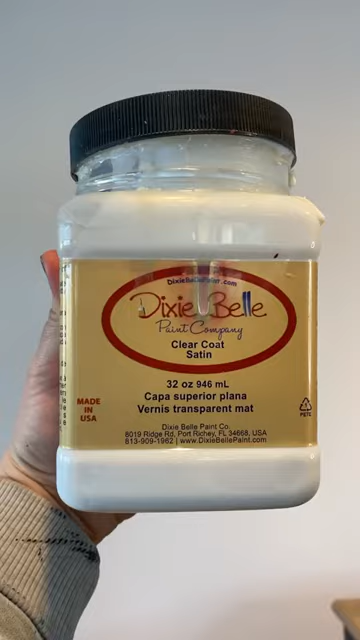 DixieBellePaint.com
Dixie Belle
Paint Company
Clear Coat
Satin
32 oz 946 mL
Capa superior plana
Vernis transparent mat
MADE
IN
USA
PETE
Dixie Belle Paint Co.
8019 Ridge Rd, Port Richey, FL 34668, USA
813-909-1962 | www.DixieBellePaint.com